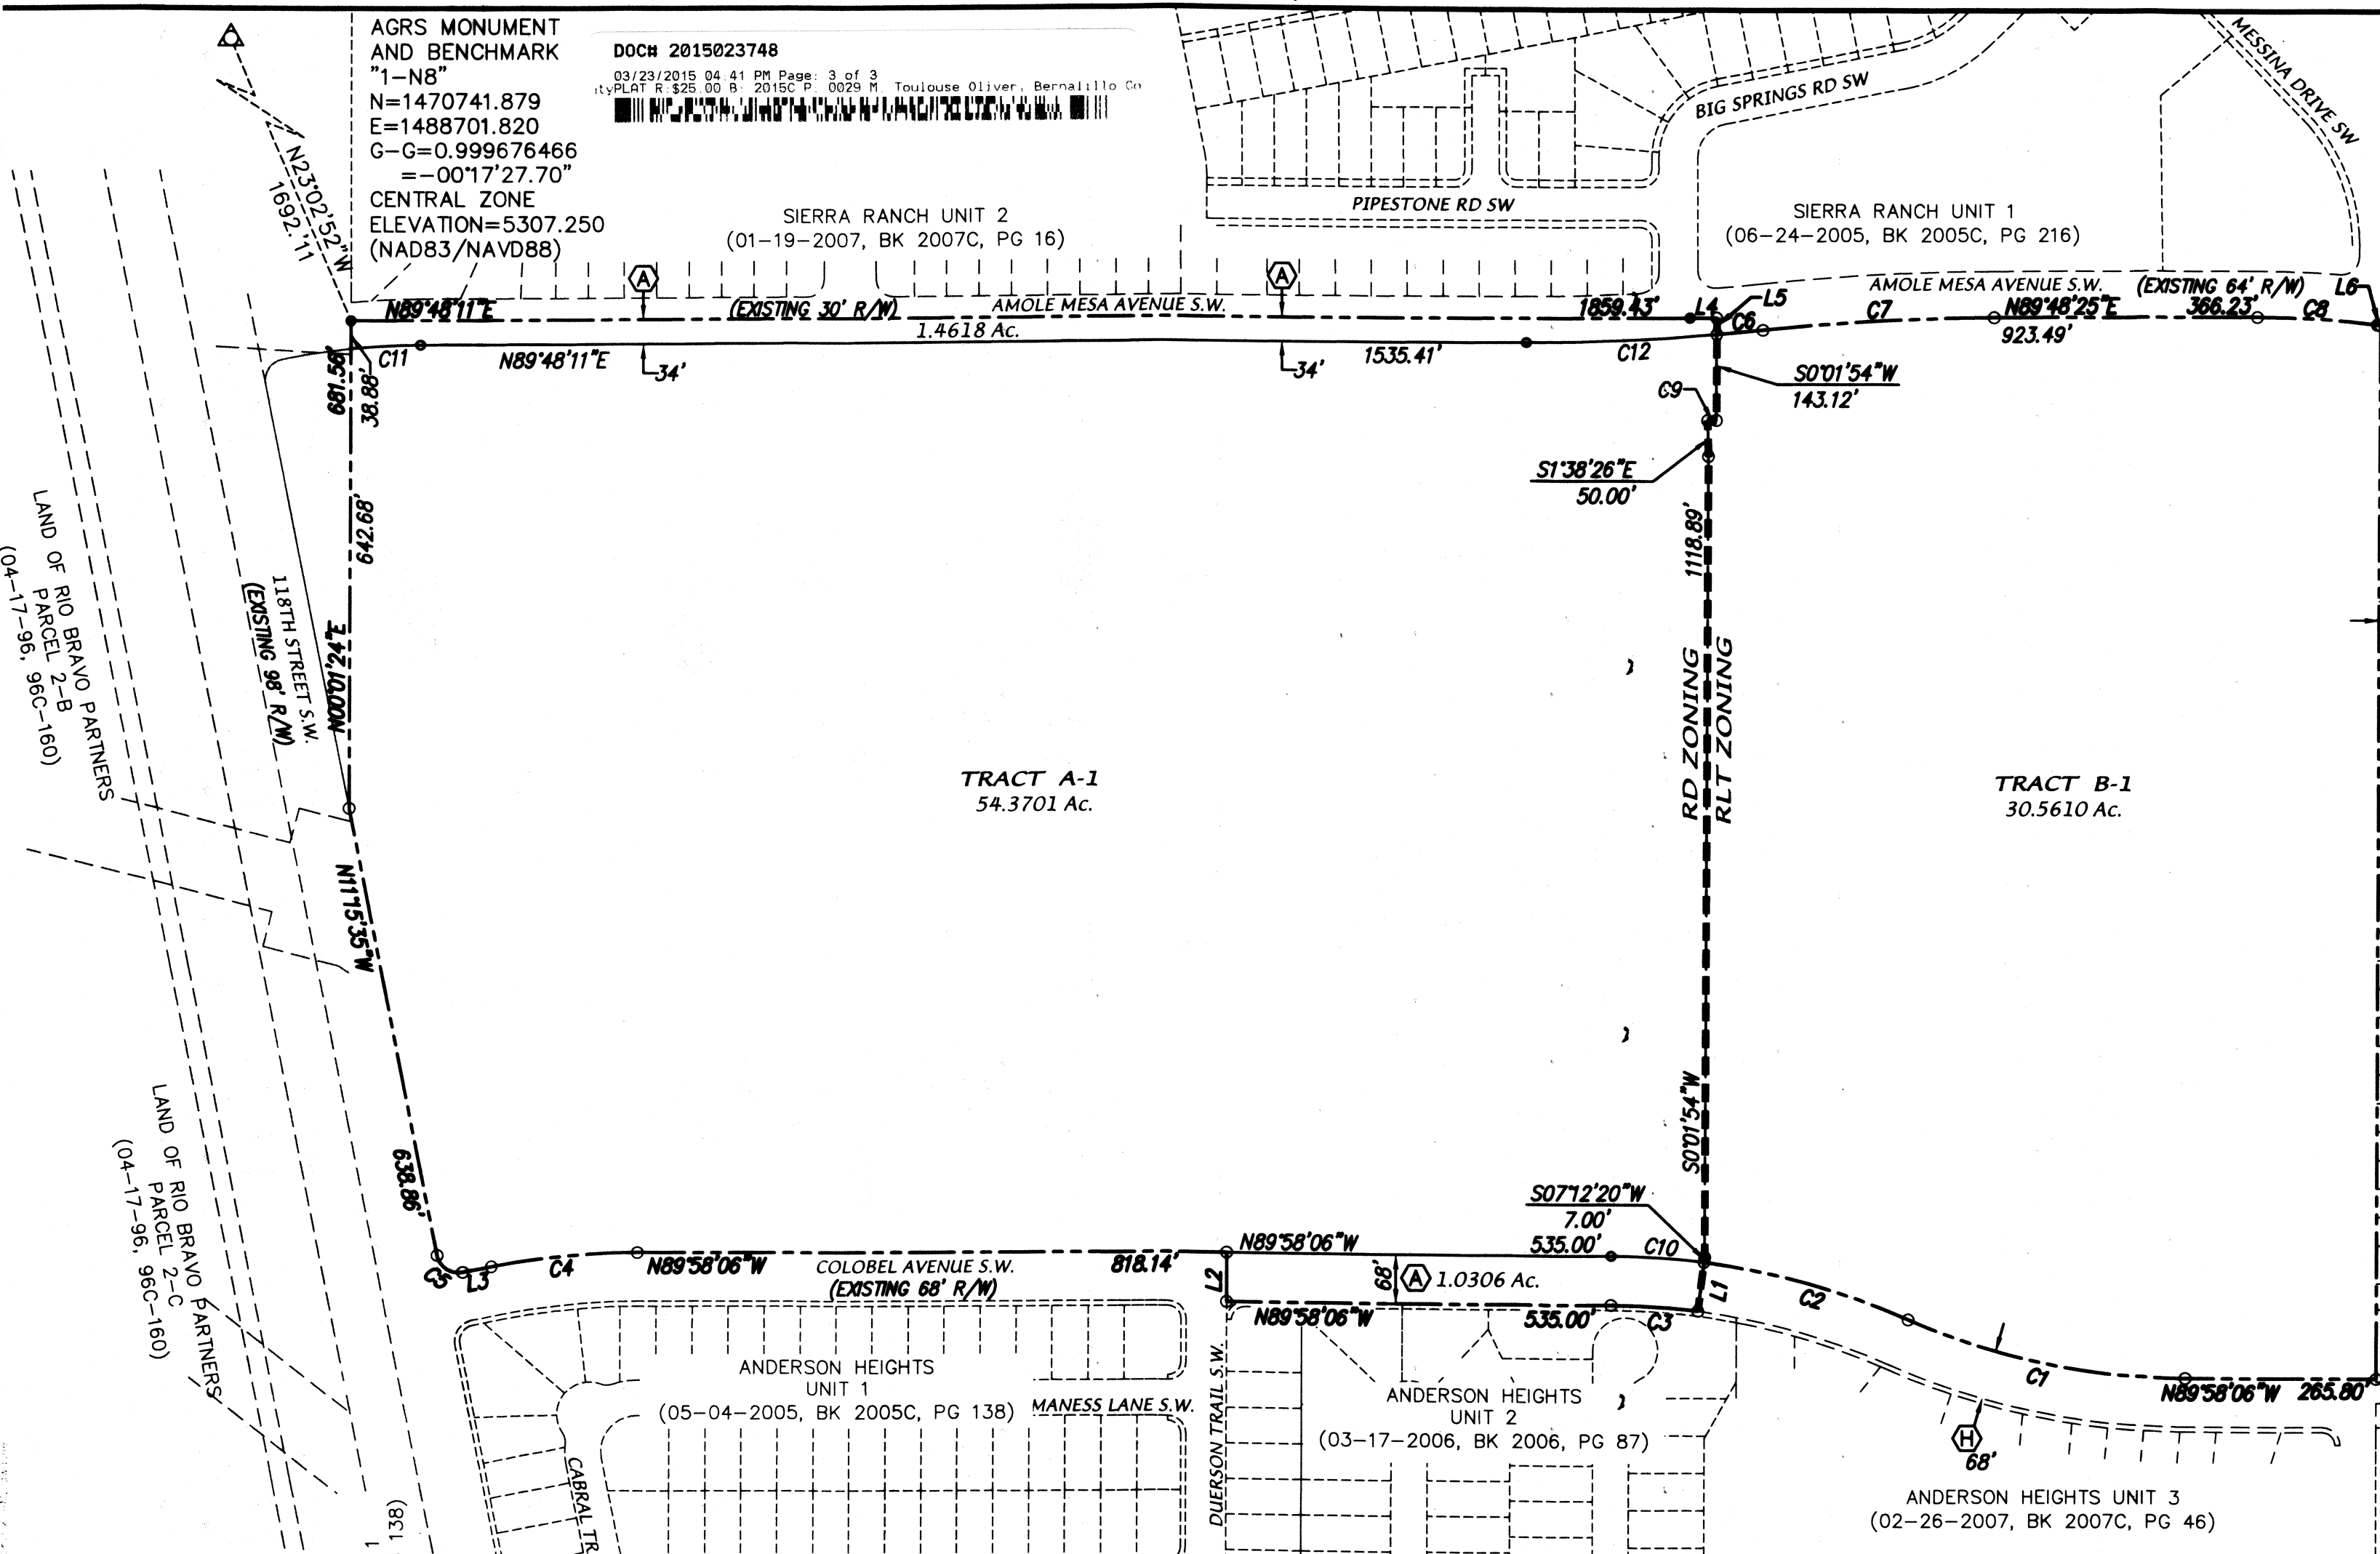 AGRS MONUMENT
AND BENCHMARK
"1-N8"
N=1470741.879
E=1488701.820
G-G=0.999676466
=-00°17'27.70"
CENTRAL ZONE
ELEVATION=5307.250
(NAD83/NAVD88)
DOC# 2015023748
03/23/2015 04:41 PM Page: 3 of 3
ityPLAT R:$25.00 B: 2015C P: 0029 M. Toulouse Oliver, Bernalillo Co
N23°02'52"W
1692.'11
SIERRA RANCH UNIT 2
(01-19-2007, BK 2007C, PG 16)
BIG SPRINGS RD SW
MESSINA DRIVE SW
PIPESTONE RD SW
SIERRA RANCH UNIT 1
(06-24-2005, BK 2005C, PG 216)
A
A
N89°48'11"E
(EXISTING 30' R/W)
AMOLE MESA AVENUE S.W.
1859.43'
L4
L5
C6
C7
AMOLE MESA AVENUE S.W.
(EXISTING 64' R/W)
L6
N89°48'25"E
366.23'
C8
923.49'
1.4618 Ac.
C11
N89°48'11"E
34'
34'
1535.41'
C12
681.56'
38.88'
C9
S0°01'54"W
143.12'
S1°38'26"E
50.00'
642.68'
1118.89'
N00°01'24"E
118TH STREET S.W.
(EXISTING 98' R/W)
LAND OF RIO BRAVO PARTNERS
PARCEL 2-B
(04-17-96, 96C-160)
RD ZONING
RLT ZONING
TRACT A-1
54.3701 Ac.
TRACT B-1
30.5610 Ac.
N11°15'35"W
638.86'
S0°01'54"W
LAND OF RIO BRAVO PARTNERS
PARCEL 2-C
(04-17-96, 96C-160)
S07°12'20"W
7.00'
C5
L3
C4
N89°58'06"W
COLOBEL AVENUE S.W.
(EXISTING 68' R/W)
818.14'
N89°58'06"W
535.00'
C10
L2
68'
A
1.0306 Ac.
L1
C2
N89°58'06"W
535.00'
C3
C1
N89°58'06"W
265.80'
ANDERSON HEIGHTS
UNIT 1
(05-04-2005, BK 2005C, PG 138)
MANESS LANE S.W.
DUERSON TRAIL S.W.
ANDERSON HEIGHTS
UNIT 2
(03-17-2006, BK 2006, PG 87)
H
68'
CABRAL TR.
ANDERSON HEIGHTS UNIT 3
(02-26-2007, BK 2007C, PG 46)
1
138)